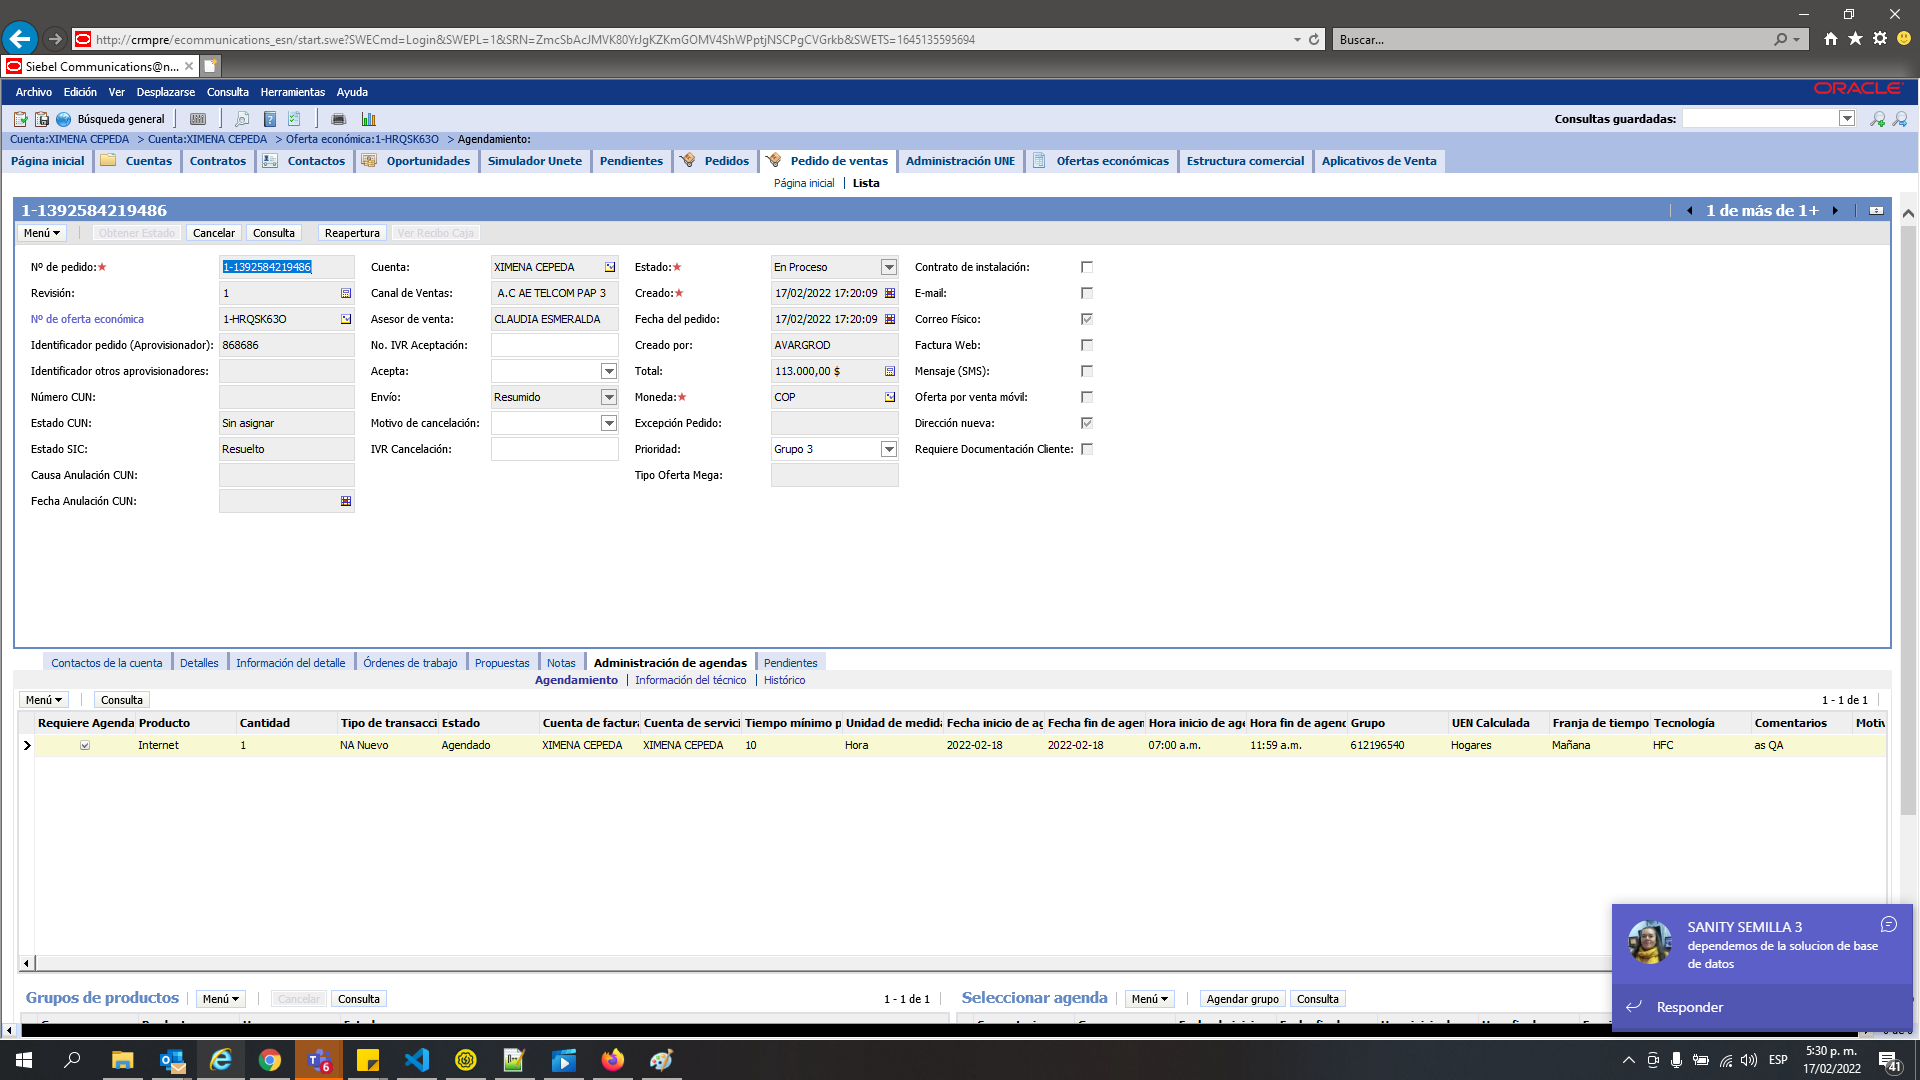 http://crmpre/ecommunications_esn/start.swe?SWECmd=Login&SWEPL=1&SRN=ZmcSbAcJMVK80YrJgKZKmGOMV4ShWPptjNSCPgCVGrkb&SWETS=1645135595694
Buscar...
Siebel Communications@n...
Archivo Edición Ver Desplazarse Consulta Herramientas Ayuda
ORACLE
Búsqueda general
Consultas guardadas:
Cuenta:XIMENA CEPEDA > Cuenta:XIMENA CEPEDA > Oferta económica:1-HRQSK63O > Agendamiento:
Página inicial Cuentas Contratos Contactos Oportunidades Simulador Unete Pendientes Pedidos Pedido de ventas Administración UNE Ofertas económicas Estructura comercial Aplicativos de Venta
Página inicial | Lista
1-1392584219486
1 de más de 1+
Menú Obtener Estado Cancelar Consulta Reapertura Ver Recibo Caja
Nº de pedido:★ 1-1392584219486 Cuenta: XIMENA CEPEDA Estado:★ En Proceso Contrato de instalación:
Revisión: 1 Canal de Ventas: A.C AE TELCOM PAP 3 Creado:★ 17/02/2022 17:20:09 E-mail:
Nº de oferta económica 1-HRQSK63O Asesor de venta: CLAUDIA ESMERALDA Fecha del pedido: 17/02/2022 17:20:09 Correo Físico:
Identificador pedido (Aprovisionador): 868686 No. IVR Aceptación: Creado por: AVARGROD Factura Web:
Identificador otros aprovisionadores: Acepta: Total: 113.000,00 $ Mensaje (SMS):
Número CUN: Envío: Resumido Moneda:★ COP Oferta por venta móvil:
Estado CUN: Sin asignar Motivo de cancelación: Excepción Pedido: Dirección nueva:
Estado SIC: Resuelto IVR Cancelación: Prioridad: Grupo 3 Requiere Documentación Cliente:
Causa Anulación CUN: Tipo Oferta Mega:
Fecha Anulación CUN:
Contactos de la cuenta Detalles Información del detalle Órdenes de trabajo Propuestas Notas Administración de agendas Pendientes
Agendamiento | Información del técnico | Histórico
Menú Consulta 1 - 1 de 1
Requiere Agenda Producto Cantidad Tipo de transacci Estado Cuenta de factura Cuenta de servici Tiempo mínimo p Unidad de medida Fecha inicio de ag Fecha fin de agen Hora inicio de age Hora fin de agenc Grupo UEN Calculada Franja de tiempo Tecnología Comentarios Motiv
Internet 1 NA Nuevo Agendado XIMENA CEPEDA XIMENA CEPEDA 10 Hora 2022-02-18 2022-02-18 07:00 a.m. 11:59 a.m. 612196540 Hogares Mañana HFC as QA
SANITY SEMILLA 3
dependemos de la solucion de base
de datos
Responder
Grupos de productos Menú Cancelar Consulta 1 - 1 de 1 Seleccionar agenda Menú Agendar grupo Consulta
6
ESP
5:30 p. m.
17/02/2022
41